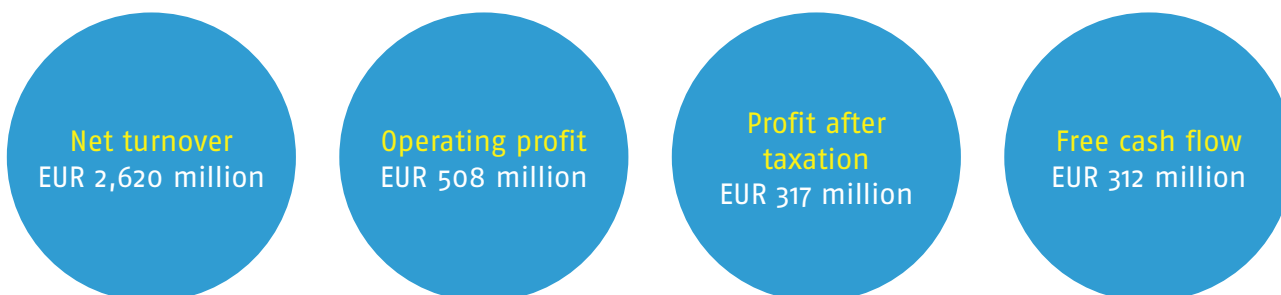 Net turnover
EUR 2,620 million
Operating profit
EUR 508 million
Profit after
taxation
EUR 317 million
Free cash flow
EUR 312 million